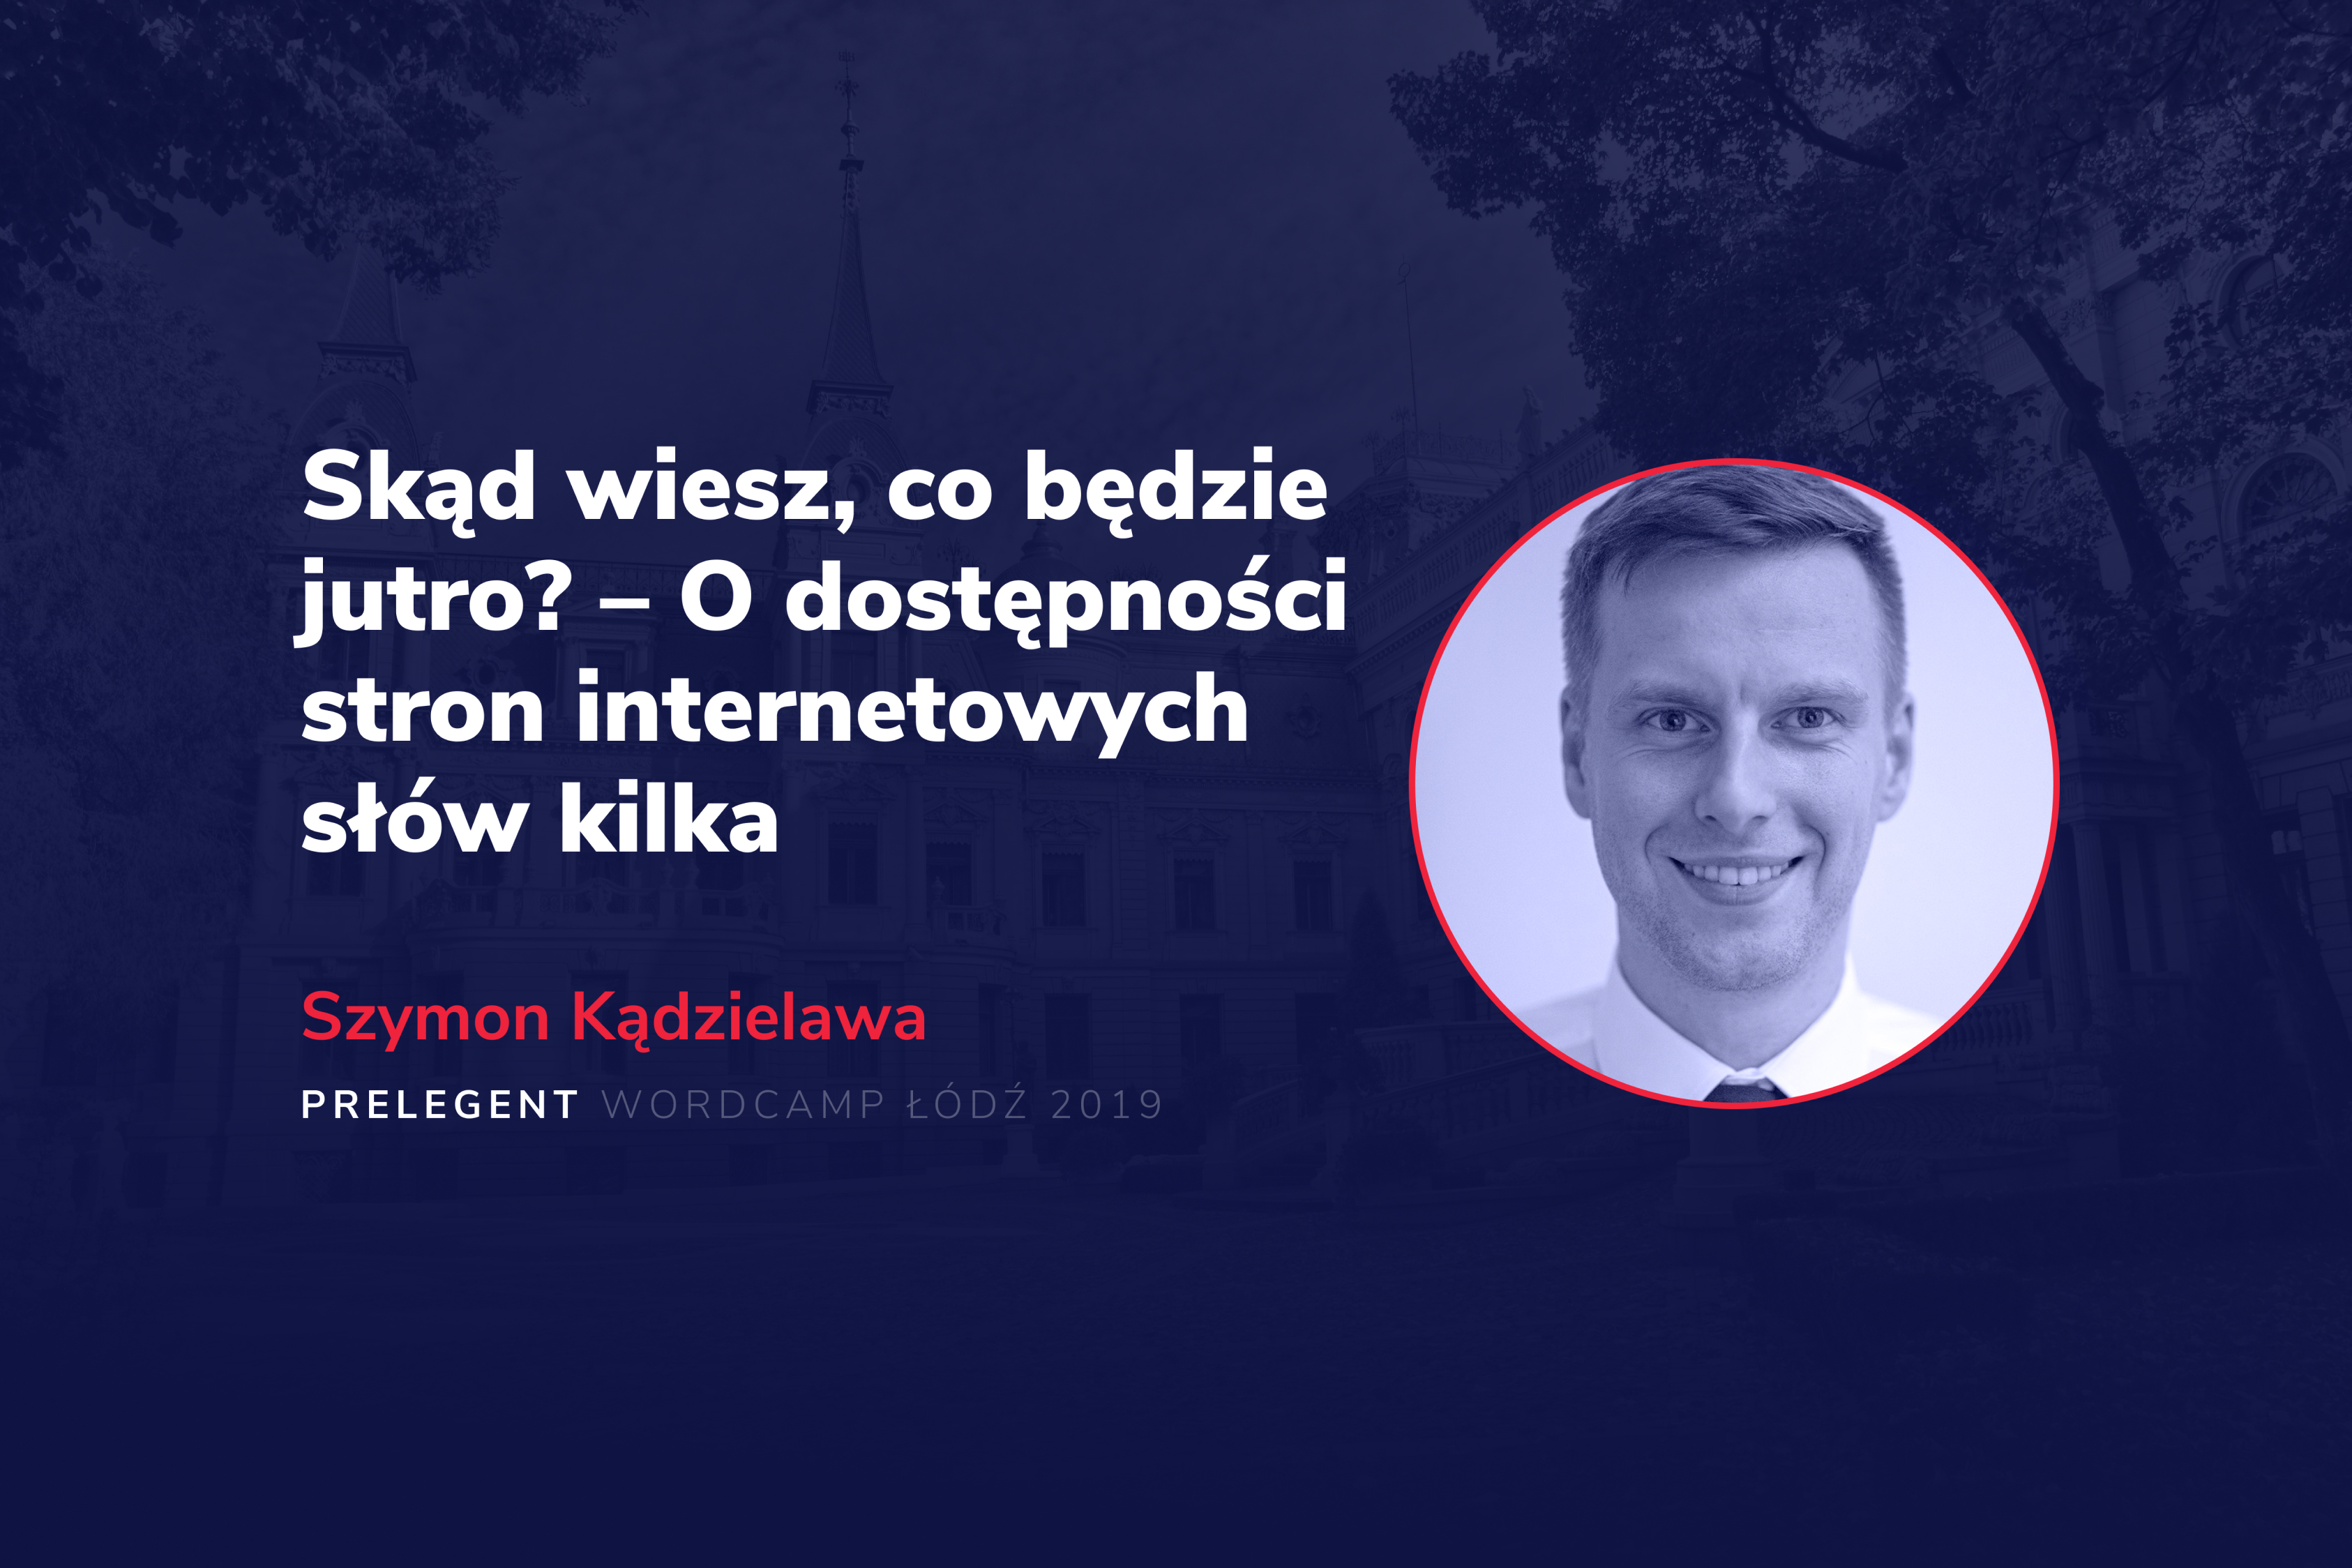 Skąd wiesz, co będzie
jutro? – O dostępności
stron internetowych
słów kilka
Szymon Kądzielawa
PRELEGENT WORDCAMP ŁÓDŹ 2019